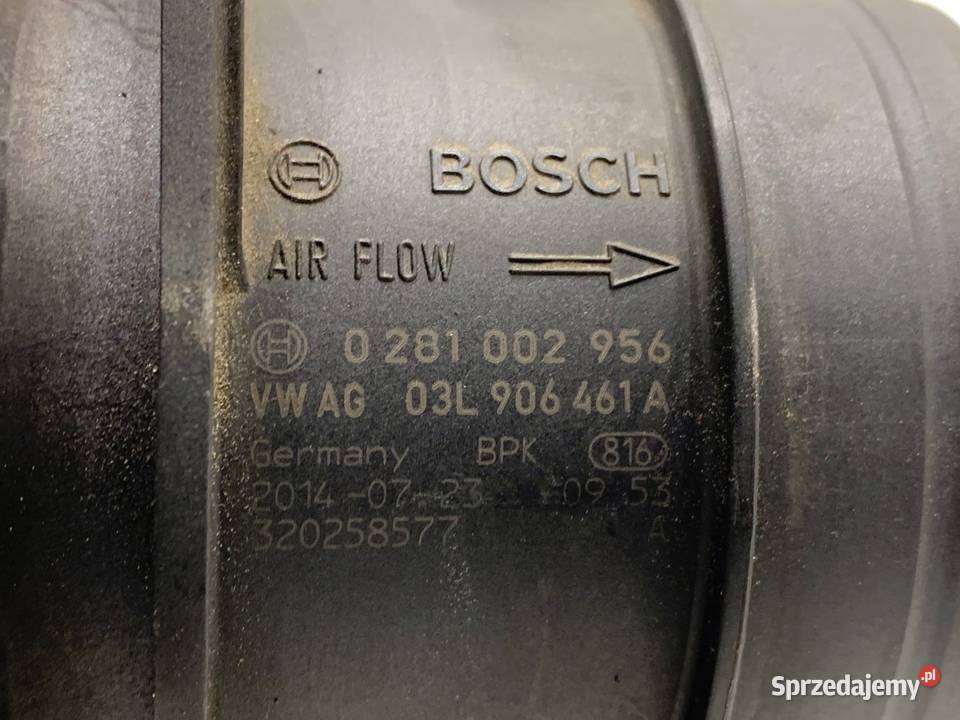 BOSCH
AIR FLOW
0 281 002 956
VW AG 03L 906 461 A
Germany BPK 816
2014-07-23 09 53
320258577 A
Sprzedajemy.pl